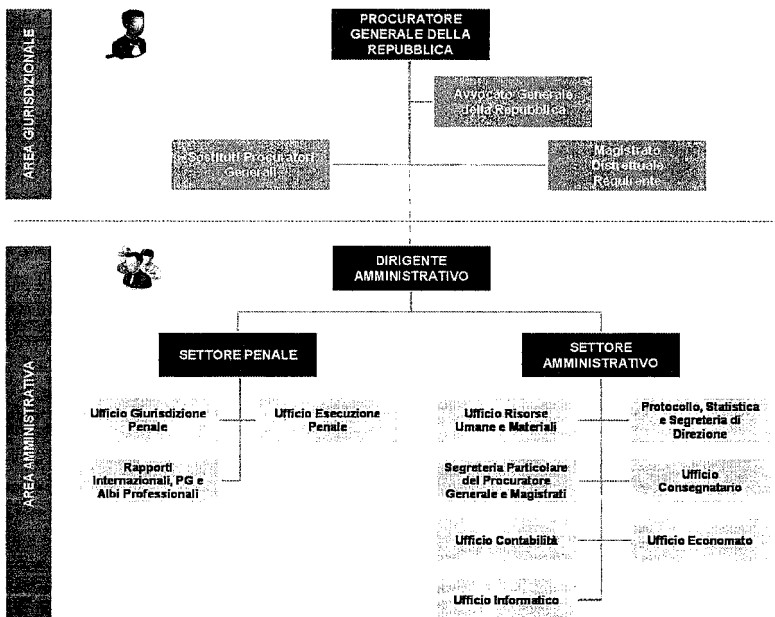 AREA GIURISDIZIONALE
PROCURATORE
GENERALE DELLA
REPUBBLICA
Avvocato Generale
della Repubblica
Sostituti Procuratori
Generali
Magistrato
Distrettuale
Requirente
AREA AMMINISTRATIVA
DIRIGENTE
AMMINISTRATIVO
SETTORE PENALE
SETTORE
AMMINISTRATIVO
Ufficio Giurisdizione
Penale
Ufficio Esecuzione
Penale
Rapporti
Internazionali, PG e
Albi Professionali
Ufficio Risorse
Umane e Materiali
Protocollo, Statistica
e Segreteria di
Direzione
Segreteria Particolare
del Procuratore
Generale e Magistrati
Ufficio
Consegnatario
Ufficio Contabilità
Ufficio Economato
Ufficio Informatico